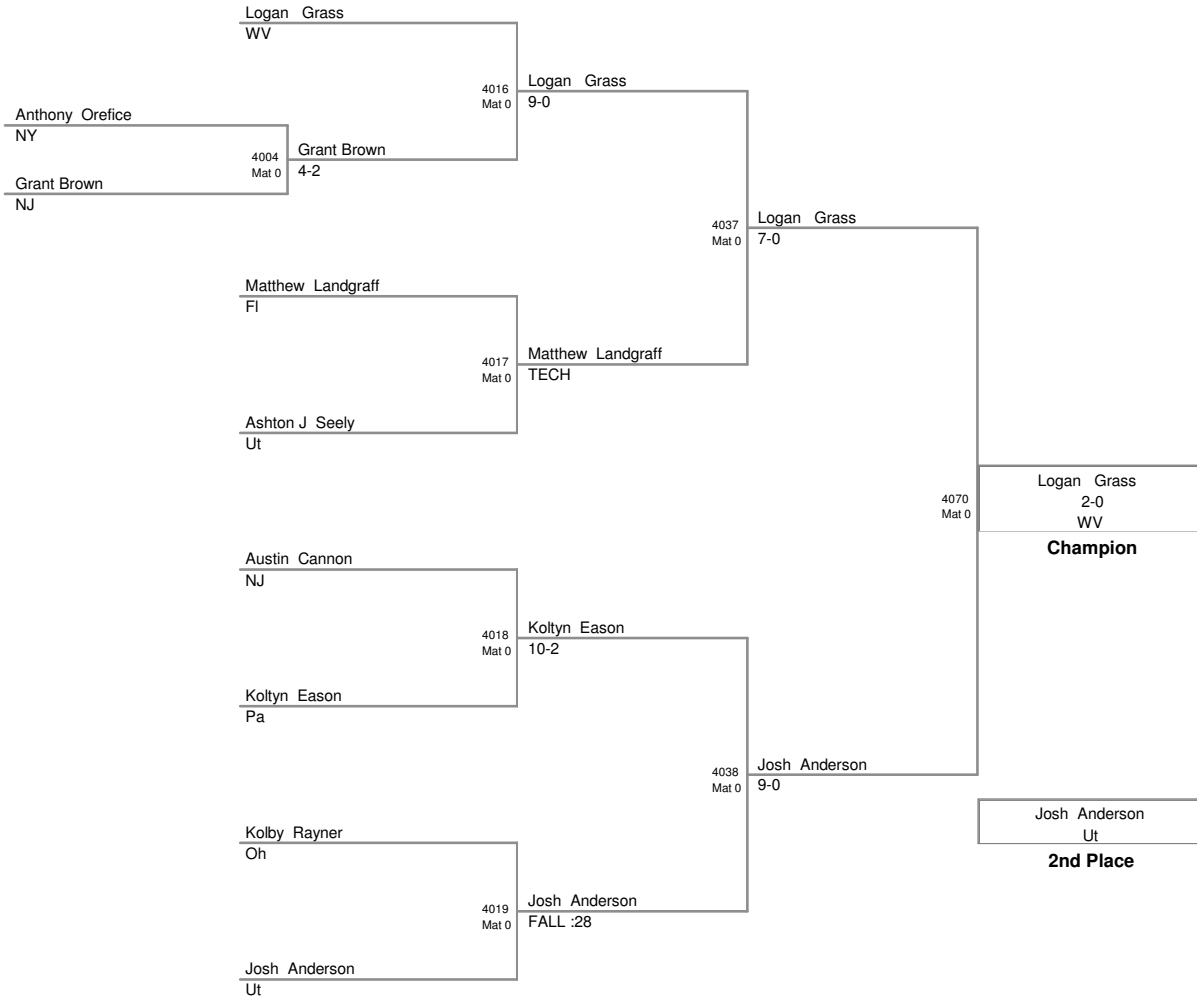 Logan Grass
WV
4016
Mat 0
Logan Grass
9-0
Anthony Orefice
NY
4004
Mat 0
Grant Brown
4-2
Grant Brown
NJ
4037
Mat 0
Logan Grass
7-0
Matthew Landgraff
Fl
4017
Mat 0
Matthew Landgraff
TECH
Ashton J Seely
Ut
4070
Mat 0
Logan Grass
2-0
WV
Champion
Austin Cannon
NJ
4018
Mat 0
Koltyn Eason
10-2
Koltyn Eason
Pa
4038
Mat 0
Josh Anderson
9-0
Josh Anderson
Ut
2nd Place
Kolby Rayner
Oh
4019
Mat 0
Josh Anderson
FALL :28
Josh Anderson
Ut